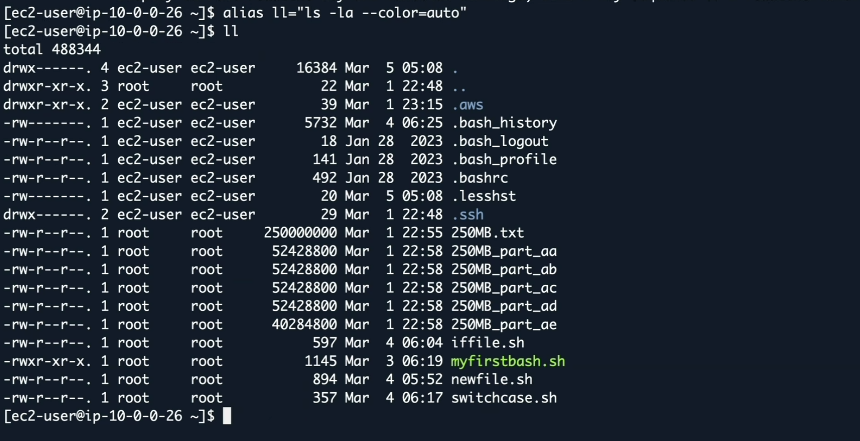 [ec2-user@ip-10-0-0-26 ~]$ alias ll="ls -la --color=auto"
[ec2-user@ip-10-0-0-26 ~]$ ll
total 488344
drwx------. 4 ec2-user ec2-user     16384 Mar  5 05:08 .
drwxr-xr-x. 3 root     root            22 Mar  1 22:48 ..
drwxr-xr-x. 2 ec2-user ec2-user        39 Mar  1 23:15 .aws
-rw-------. 1 ec2-user ec2-user      5732 Mar  4 06:25 .bash_history
-rw-r--r--. 1 ec2-user ec2-user        18 Jan 28  2023 .bash_logout
-rw-r--r--. 1 ec2-user ec2-user       141 Jan 28  2023 .bash_profile
-rw-r--r--. 1 ec2-user ec2-user       492 Jan 28  2023 .bashrc
-rw-------. 1 ec2-user ec2-user        20 Mar  5 05:08 .lesshst
drwx------. 2 ec2-user ec2-user        29 Mar  1 22:48 .ssh
-rw-r--r--. 1 root     root     250000000 Mar  1 22:55 250MB.txt
-rw-r--r--. 1 root     root      52428800 Mar  1 22:58 250MB_part_aa
-rw-r--r--. 1 root     root      52428800 Mar  1 22:58 250MB_part_ab
-rw-r--r--. 1 root     root      52428800 Mar  1 22:58 250MB_part_ac
-rw-r--r--. 1 root     root      52428800 Mar  1 22:58 250MB_part_ad
-rw-r--r--. 1 root     root      40284800 Mar  1 22:58 250MB_part_ae
-rw-r--r--. 1 root     root           597 Mar  4 06:04 iffile.sh
-rwxr-xr-x. 1 root     root          1145 Mar  3 06:19 myfirstbash.sh
-rw-r--r--. 1 root     root           894 Mar  4 05:52 newfile.sh
-rw-r--r--. 1 root     root           357 Mar  4 06:17 switchcase.sh
[ec2-user@ip-10-0-0-26 ~]$